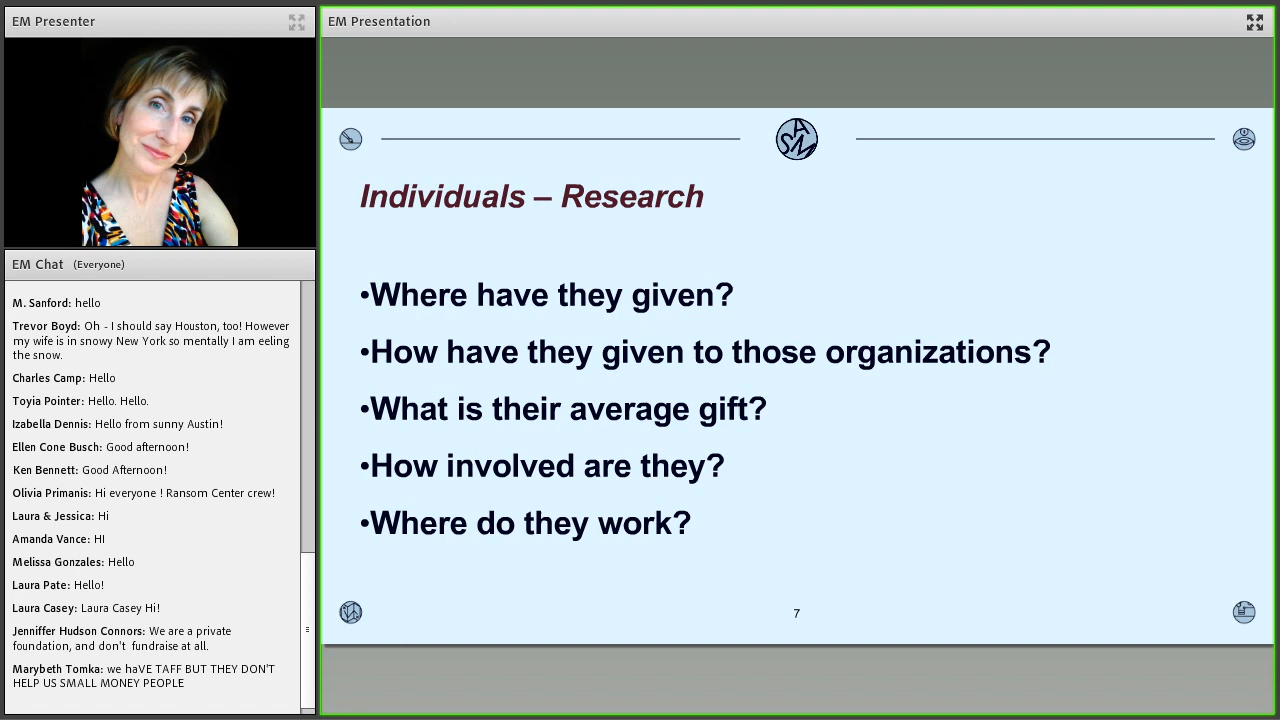 EM Presenter
EM Presentation
EM Chat (Everyone)
M. Sanford: hello
Trevor Boyd: Oh - I should say Houston, too! However
my wife is in snowy New York so mentally I am eeling
the snow.
Charles Camp: Hello
Toyia Pointer: Hello. Hello.
Izabella Dennis: Hello from sunny Austin!
Ellen Cone Busch: Good afternoon!
Ken Bennett: Good Afternoon!
Olivia Primanis: Hi everyone ! Ransom Center crew!
Laura & Jessica: Hi
Amanda Vance: HI
Melissa Gonzales: Hello
Laura Pate: Hello!
Laura Casey: Laura Casey Hi!
Jenniffer Hudson Connors: We are a private
foundation, and don't fundraise at all.
Marybeth Tomka: we haVE TAFF BUT THEY DON'T
HELP US SMALL MONEY PEOPLE
ASM
Individuals – Research
•Where have they given?
•How have they given to those organizations?
•What is their average gift?
•How involved are they?
•Where do they work?
7